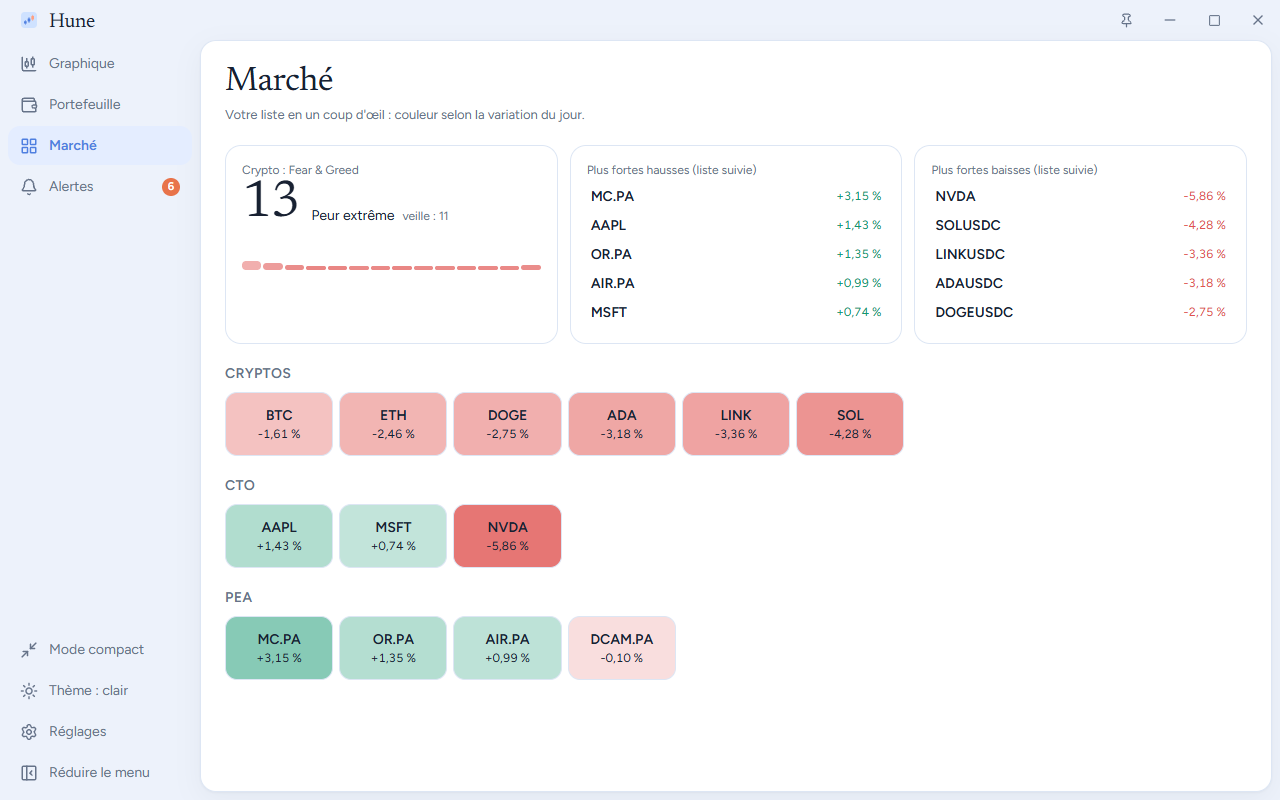 Hune
Graphique
Portefeuille
Marché
Alertes
6
Mode compact
Thème : clair
Réglages
Réduire le menu
Marché
Votre liste en un coup d'œil : couleur selon la variation du jour.
Crypto : Fear & Greed
13 Peur extrême veille : 11
Plus fortes hausses (liste suivie)
MC.PA +3,15 %
AAPL +1,43 %
OR.PA +1,35 %
AIR.PA +0,99 %
MSFT +0,74 %
Plus fortes baisses (liste suivie)
NVDA -5,86 %
SOLUSDC -4,28 %
LINKUSDC -3,36 %
ADAUSDC -3,18 %
DOGEUSDC -2,75 %
CRYPTOS
BTC
-1,61 %
ETH
-2,46 %
DOGE
-2,75 %
ADA
-3,18 %
LINK
-3,36 %
SOL
-4,28 %
CTO
AAPL
+1,43 %
MSFT
+0,74 %
NVDA
-5,86 %
PEA
MC.PA
+3,15 %
OR.PA
+1,35 %
AIR.PA
+0,99 %
DCAM.PA
-0,10 %